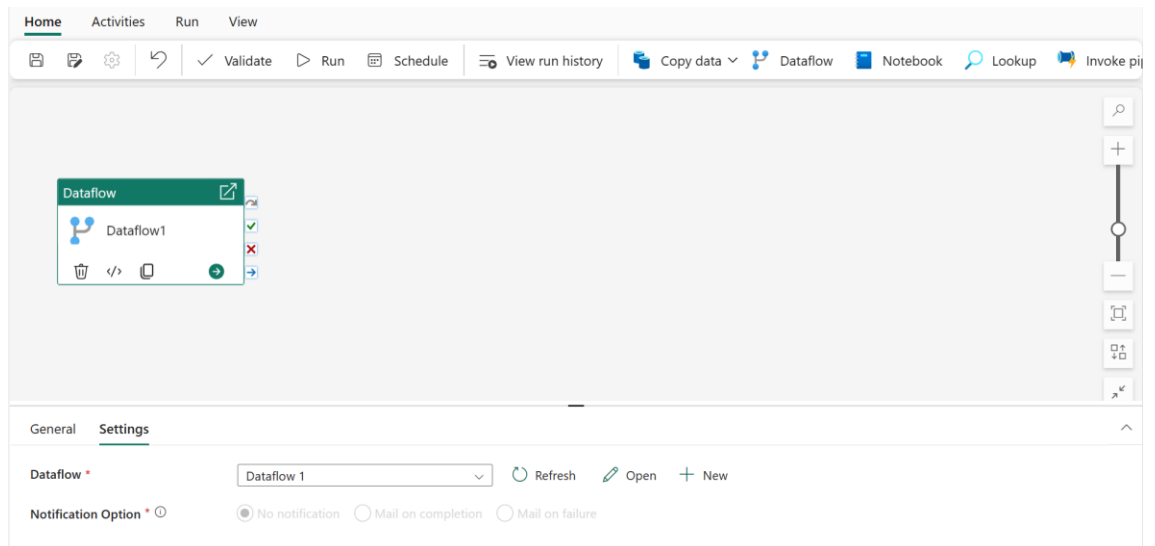 Home Activities Run View
Validate Run Schedule View run history Copy data Dataflow Notebook Lookup Invoke pi
Dataflow
Dataflow1
General Settings
Dataflow * Dataflow 1 Refresh Open New
Notification Option * No notification Mail on completion Mail on failure